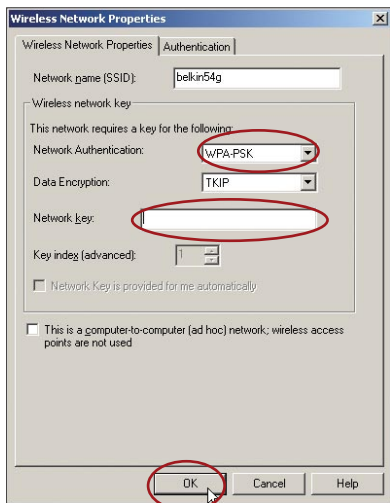 Wireless Network Properties
Wireless Network Properties Authentication
Network name (SSID): belkin54g
Wireless network key
This network requires a key for the following:
Network Authentication: WPA-PSK
Data Encryption: TKIP
Network key:
Key index (advanced): 1
Network Key is provided for me automatically
This is a computer-to-computer (ad hoc) network; wireless access
points are not used
OK Cancel Help